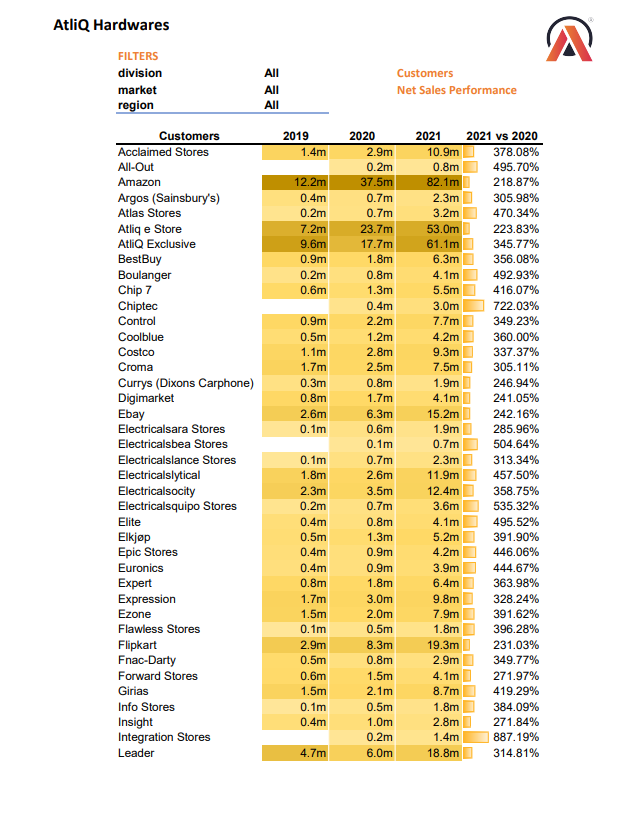 AtliQ Hardwares
FILTERS
division All Customers
market All Net Sales Performance
region All
Customers 2019 2020 2021 2021 vs 2020
Acclaimed Stores 1.4m 2.9m 10.9m 378.08%
All-Out 0.2m 0.8m 495.70%
Amazon 12.2m 37.5m 82.1m 218.87%
Argos (Sainsbury's) 0.4m 0.7m 2.3m 305.98%
Atlas Stores 0.2m 0.7m 3.2m 470.34%
Atliq e Store 7.2m 23.7m 53.0m 223.83%
AtliQ Exclusive 9.6m 17.7m 61.1m 345.77%
BestBuy 0.9m 1.8m 6.3m 356.08%
Boulanger 0.2m 0.8m 4.1m 492.93%
Chip 7 0.6m 1.3m 5.5m 416.07%
Chiptec 0.4m 3.0m 722.03%
Control 0.9m 2.2m 7.7m 349.23%
Coolblue 0.5m 1.2m 4.2m 360.00%
Costco 1.1m 2.8m 9.3m 337.37%
Croma 1.7m 2.5m 7.5m 305.11%
Currys (Dixons Carphone) 0.3m 0.8m 1.9m 246.94%
Digimarket 0.8m 1.7m 4.1m 241.05%
Ebay 2.6m 6.3m 15.2m 242.16%
Electricalsara Stores 0.1m 0.6m 1.9m 285.96%
Electricalsbea Stores 0.1m 0.7m 504.64%
Electricalslance Stores 0.1m 0.7m 2.3m 313.34%
Electricalslytical 1.8m 2.6m 11.9m 457.50%
Electricalsocity 2.3m 3.5m 12.4m 358.75%
Electricalsquipo Stores 0.2m 0.7m 3.6m 535.32%
Elite 0.4m 0.8m 4.1m 495.52%
Elkjøp 0.5m 1.3m 5.2m 391.90%
Epic Stores 0.4m 0.9m 4.2m 446.06%
Euronics 0.4m 0.9m 3.9m 444.67%
Expert 0.8m 1.8m 6.4m 363.98%
Expression 1.7m 3.0m 9.8m 328.24%
Ezone 1.5m 2.0m 7.9m 391.62%
Flawless Stores 0.1m 0.5m 1.8m 396.28%
Flipkart 2.9m 8.3m 19.3m 231.03%
Fnac-Darty 0.5m 0.8m 2.9m 349.77%
Forward Stores 0.6m 1.5m 4.1m 271.97%
Girias 1.5m 2.1m 8.7m 419.29%
Info Stores 0.1m 0.5m 1.8m 384.09%
Insight 0.4m 1.0m 2.8m 271.84%
Integration Stores 0.2m 1.4m 887.19%
Leader 4.7m 6.0m 18.8m 314.81%